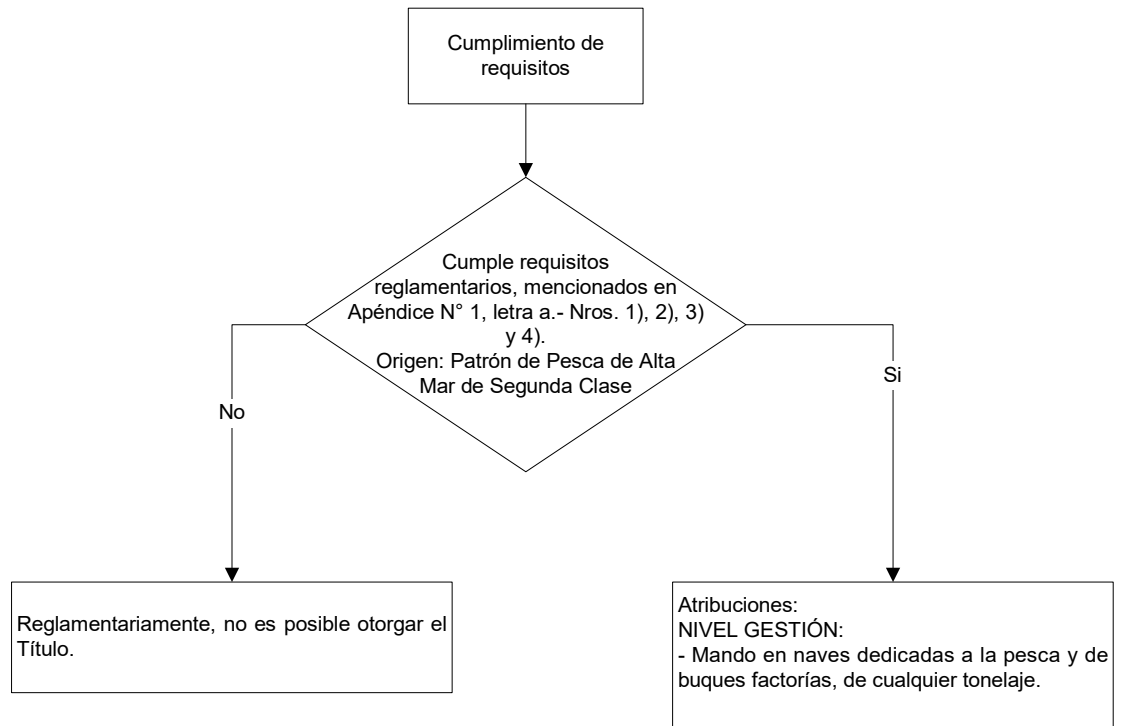 Cumplimiento de
requisitos
Cumple requisitos
reglamentarios, mencionados en
Apéndice N° 1, letra a.- Nros. 1), 2), 3)
y 4).
Origen: Patrón de Pesca de Alta
Mar de Segunda Clase
No
Si
Reglamentariamente, no es posible otorgar el
Título.
Atribuciones:
NIVEL GESTIÓN:
- Mando en naves dedicadas a la pesca y de
buques factorías, de cualquier tonelaje.